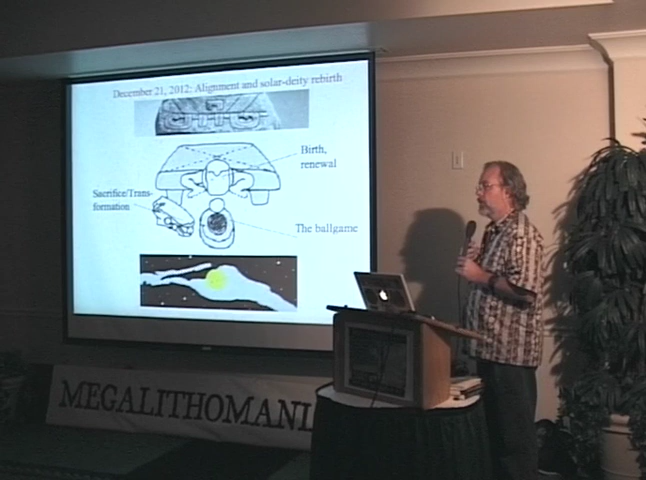 December 21, 2012: Alignment and solar-deity rebirth
Birth,
renewal
Sacrifice/Trans-
formation
The ballgame
MEGALITHOMANI